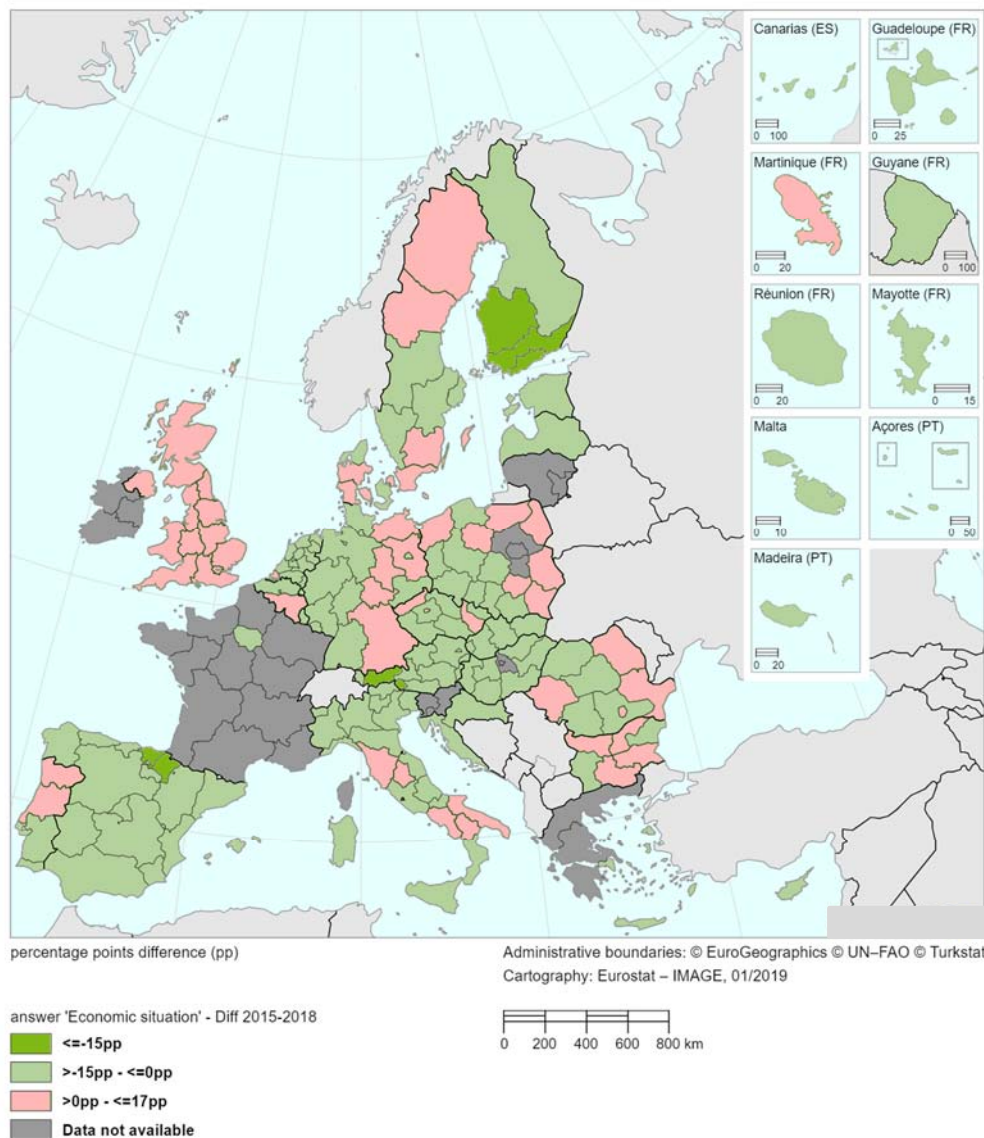 Canarias (ES)
0 100
Guadeloupe (FR)
0 25
Martinique (FR)
0 20
Guyane (FR)
0 100
Réunion (FR)
0 20
Mayotte (FR)
0 15
Malta
0 10
Açores (PT)
0 50
Madeira (PT)
0 20
percentage points difference (pp)
Administrative boundaries: © EuroGeographics © UN–FAO © Turkstat
Cartography: Eurostat – IMAGE, 01/2019
answer 'Economic situation' - Diff 2015-2018
<=-15pp
>-15pp - <=0pp
>0pp - <=17pp
Data not available
0 200 400 600 800 km